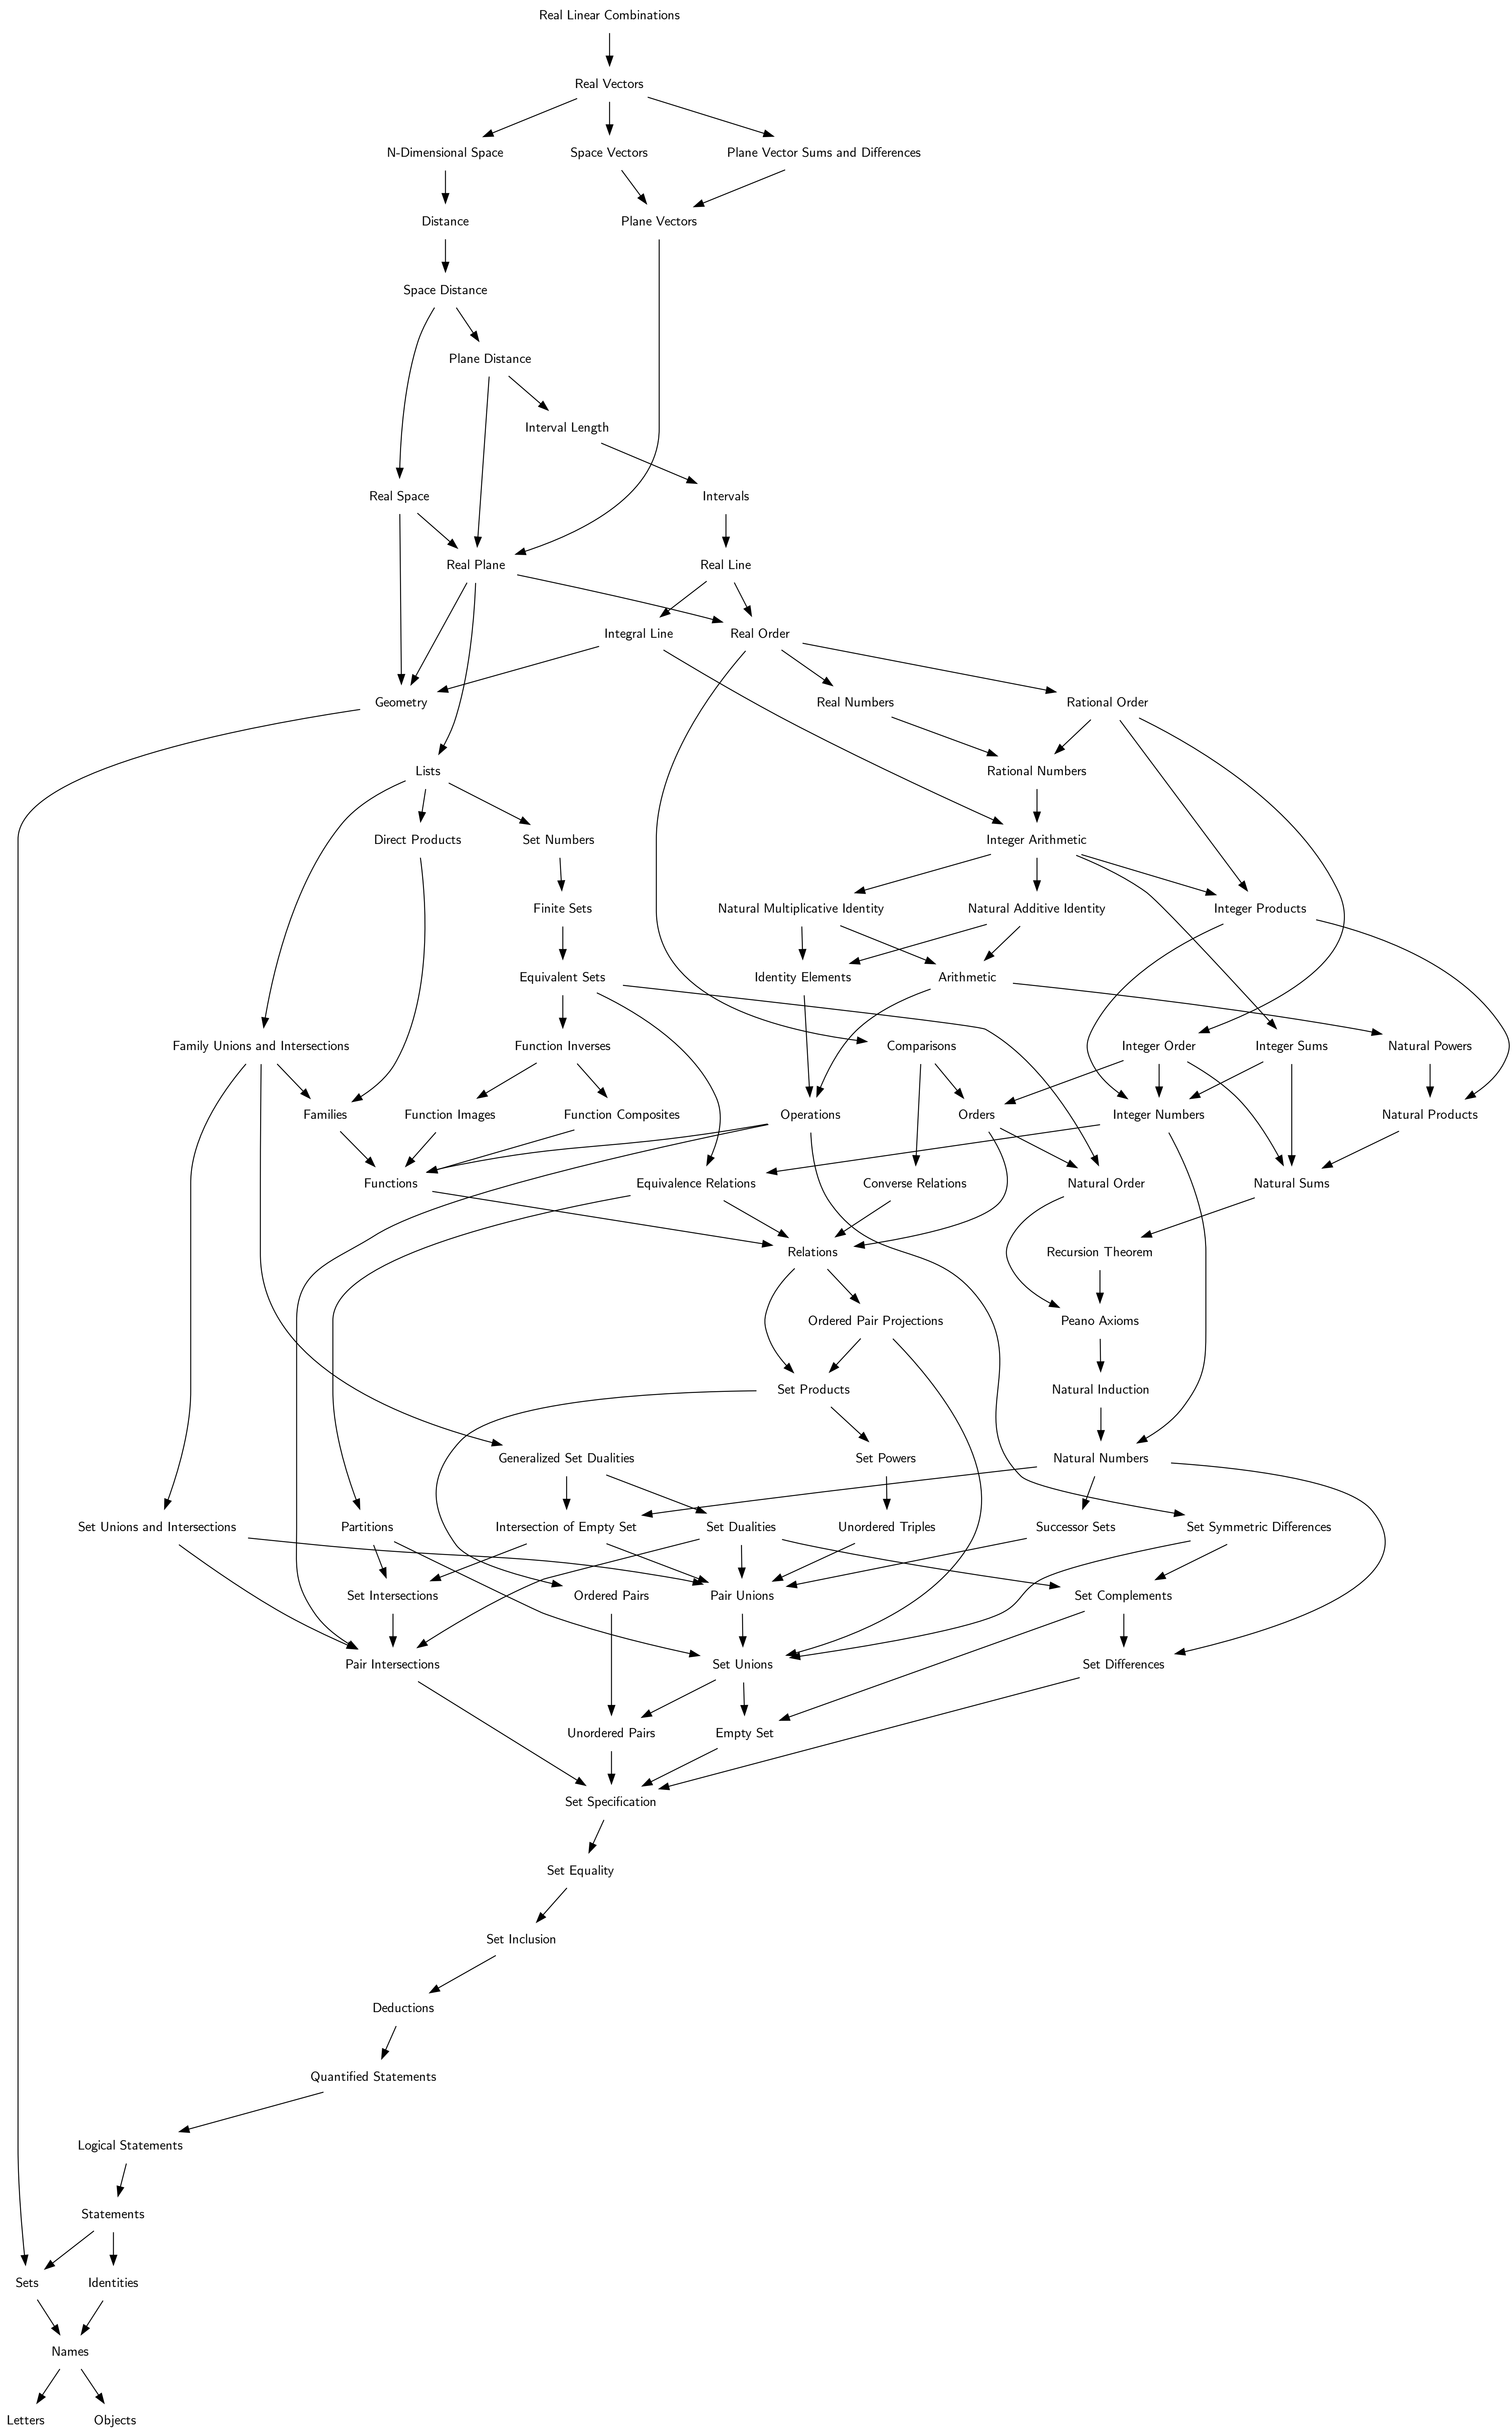 Real Linear Combinations
Real Vectors
N-Dimensional Space
Space Vectors
Plane Vector Sums and Differences
Distance
Plane Vectors
Space Distance
Plane Distance
Interval Length
Real Space
Intervals
Real Plane
Real Line
Integral Line
Real Order
Geometry
Real Numbers
Rational Order
Lists
Rational Numbers
Direct Products
Set Numbers
Integer Arithmetic
Finite Sets
Natural Multiplicative Identity
Natural Additive Identity
Integer Products
Equivalent Sets
Identity Elements
Arithmetic
Family Unions and Intersections
Function Inverses
Comparisons
Integer Order
Integer Sums
Natural Powers
Families
Function Images
Function Composites
Operations
Orders
Integer Numbers
Natural Products
Functions
Equivalence Relations
Converse Relations
Natural Order
Natural Sums
Relations
Recursion Theorem
Ordered Pair Projections
Peano Axioms
Set Products
Natural Induction
Generalized Set Dualities
Set Powers
Natural Numbers
Set Unions and Intersections
Partitions
Intersection of Empty Set
Set Dualities
Unordered Triples
Successor Sets
Set Symmetric Differences
Set Intersections
Ordered Pairs
Pair Unions
Set Complements
Pair Intersections
Set Unions
Set Differences
Unordered Pairs
Empty Set
Set Specification
Set Equality
Set Inclusion
Deductions
Quantified Statements
Logical Statements
Statements
Sets
Identities
Names
Letters
Objects